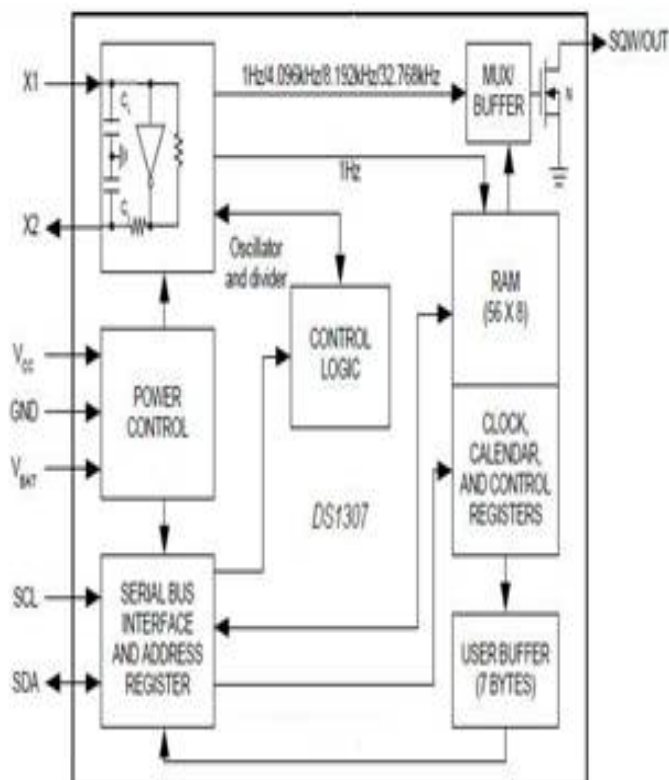 SQW/OUT
X1
1Hz/4.096kHz/8.192kHz/32.768kHz
MUX/
BUFFER
N
C₁
1Hz
X2
C₁
Oscillator
and divider
RAM
(56 X 8)
CONTROL
LOGIC
VCC
GND
VBAT
POWER
CONTROL
CLOCK,
CALENDAR,
AND CONTROL
REGISTERS
DS1307
SCL
SDA
SERIAL BUS
INTERFACE
AND ADDRESS
REGISTER
USER BUFFER
(7 BYTES)